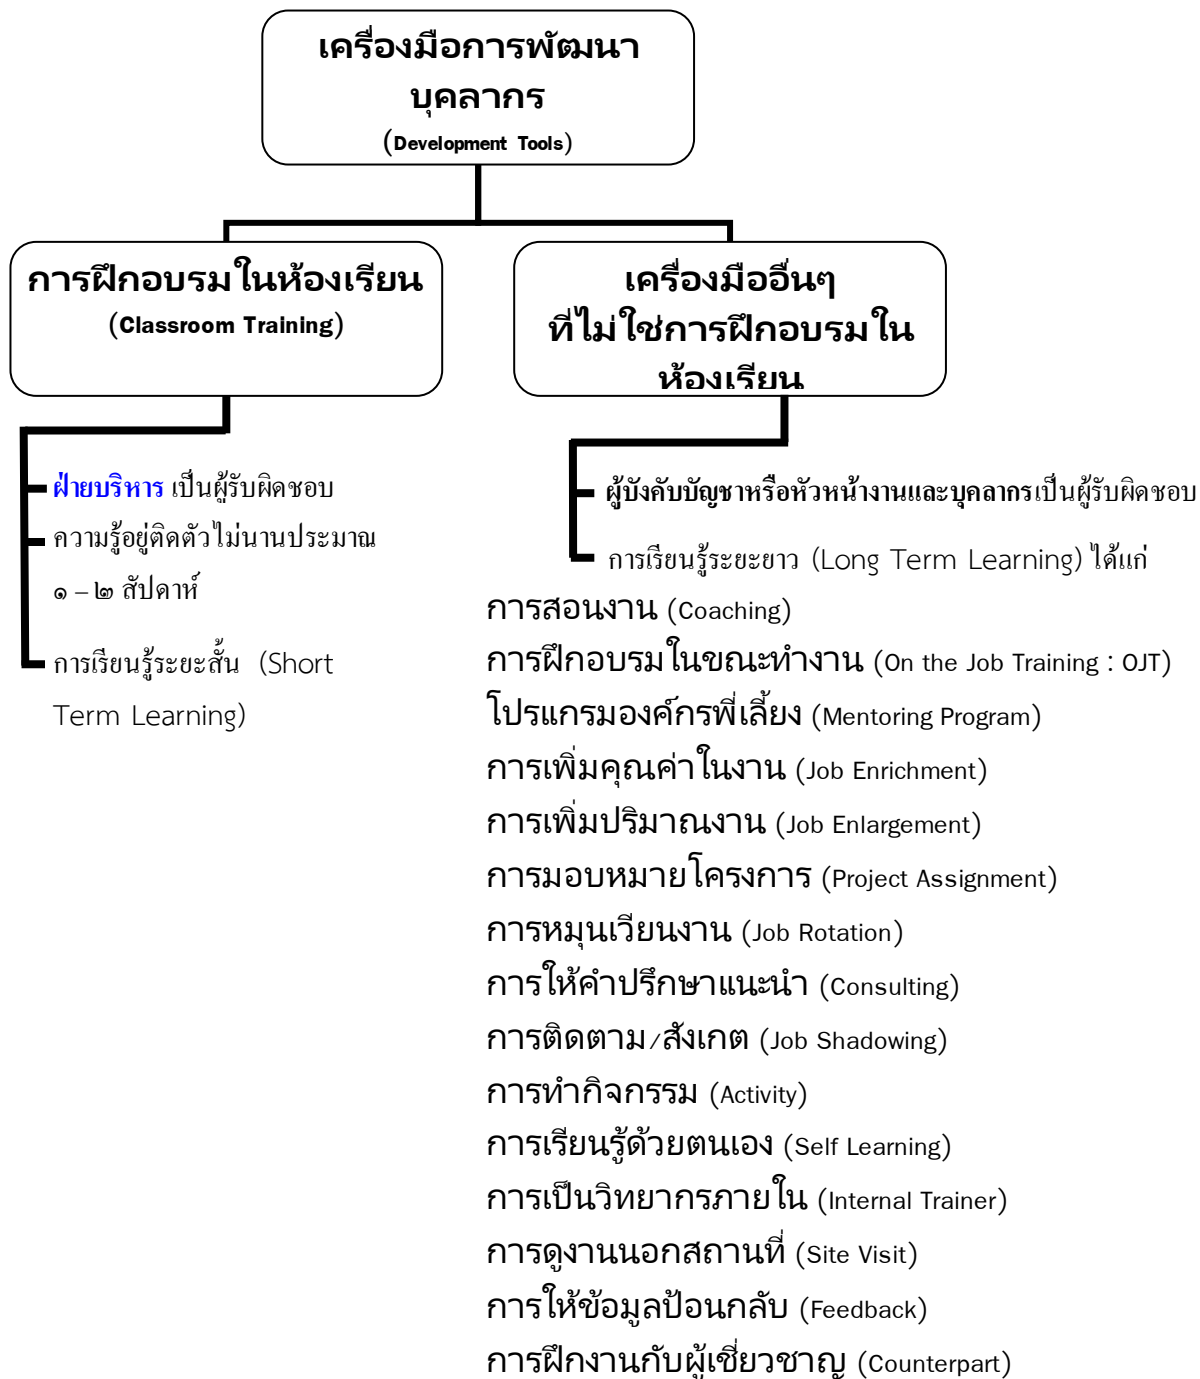 เครื่องมือการพัฒนา
บุคลากร
(Development Tools)
การฝึกอบรมในห้องเรียน
(Classroom Training)
เครื่องมืออื่นๆ
ที่ไม่ใช่การฝึกอบรมใน
ห้องเรียน
ฝ่ายบริหาร เป็นผู้รับผิดชอบ
ความรู้อยู่ติดตัวไม่นานประมาณ
๑ – ๒ สัปดาห์
การเรียนรู้ระยะสั้น (Short
Term Learning)
ผู้บังคับบัญชาหรือหัวหน้างานและบุคลากรเป็นผู้รับผิดชอบ
การเรียนรู้ระยะยาว (Long Term Learning) ได้แก่
การสอนงาน (Coaching)
การฝึกอบรมในขณะทำงาน (On the Job Training : OJT)
โปรแกรมองค์กรพี่เลี้ยง (Mentoring Program)
การเพิ่มคุณค่าในงาน (Job Enrichment)
การเพิ่มปริมาณงาน (Job Enlargement)
การมอบหมายโครงการ (Project Assignment)
การหมุนเวียนงาน (Job Rotation)
การให้คำปรึกษาแนะนำ (Consulting)
การติดตาม/สังเกต (Job Shadowing)
การทำกิจกรรม (Activity)
การเรียนรู้ด้วยตนเอง (Self Learning)
การเป็นวิทยากรภายใน (Internal Trainer)
การดูงานนอกสถานที่ (Site Visit)
การให้ข้อมูลป้อนกลับ (Feedback)
การฝึกงานกับผู้เชี่ยวชาญ (Counterpart)